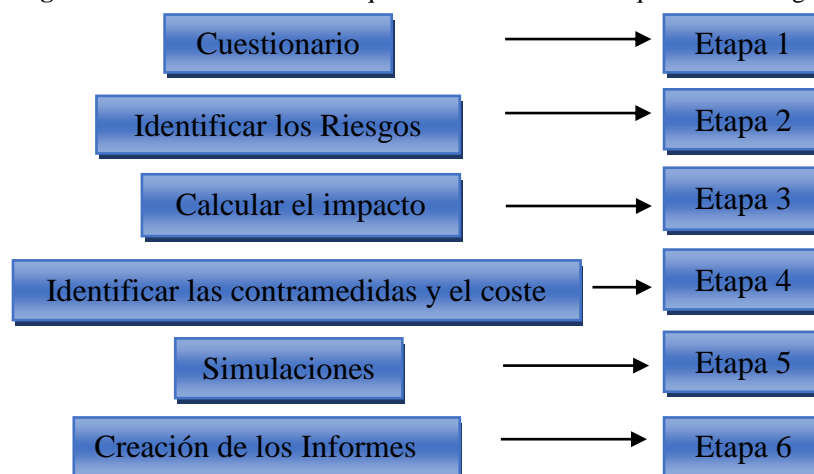 Cuestionario Etapa 1
Identificar los Riesgos Etapa 2
Calcular el impacto Etapa 3
Identificar las contramedidas y el coste Etapa 4
Simulaciones Etapa 5
Creación de los Informes Etapa 6